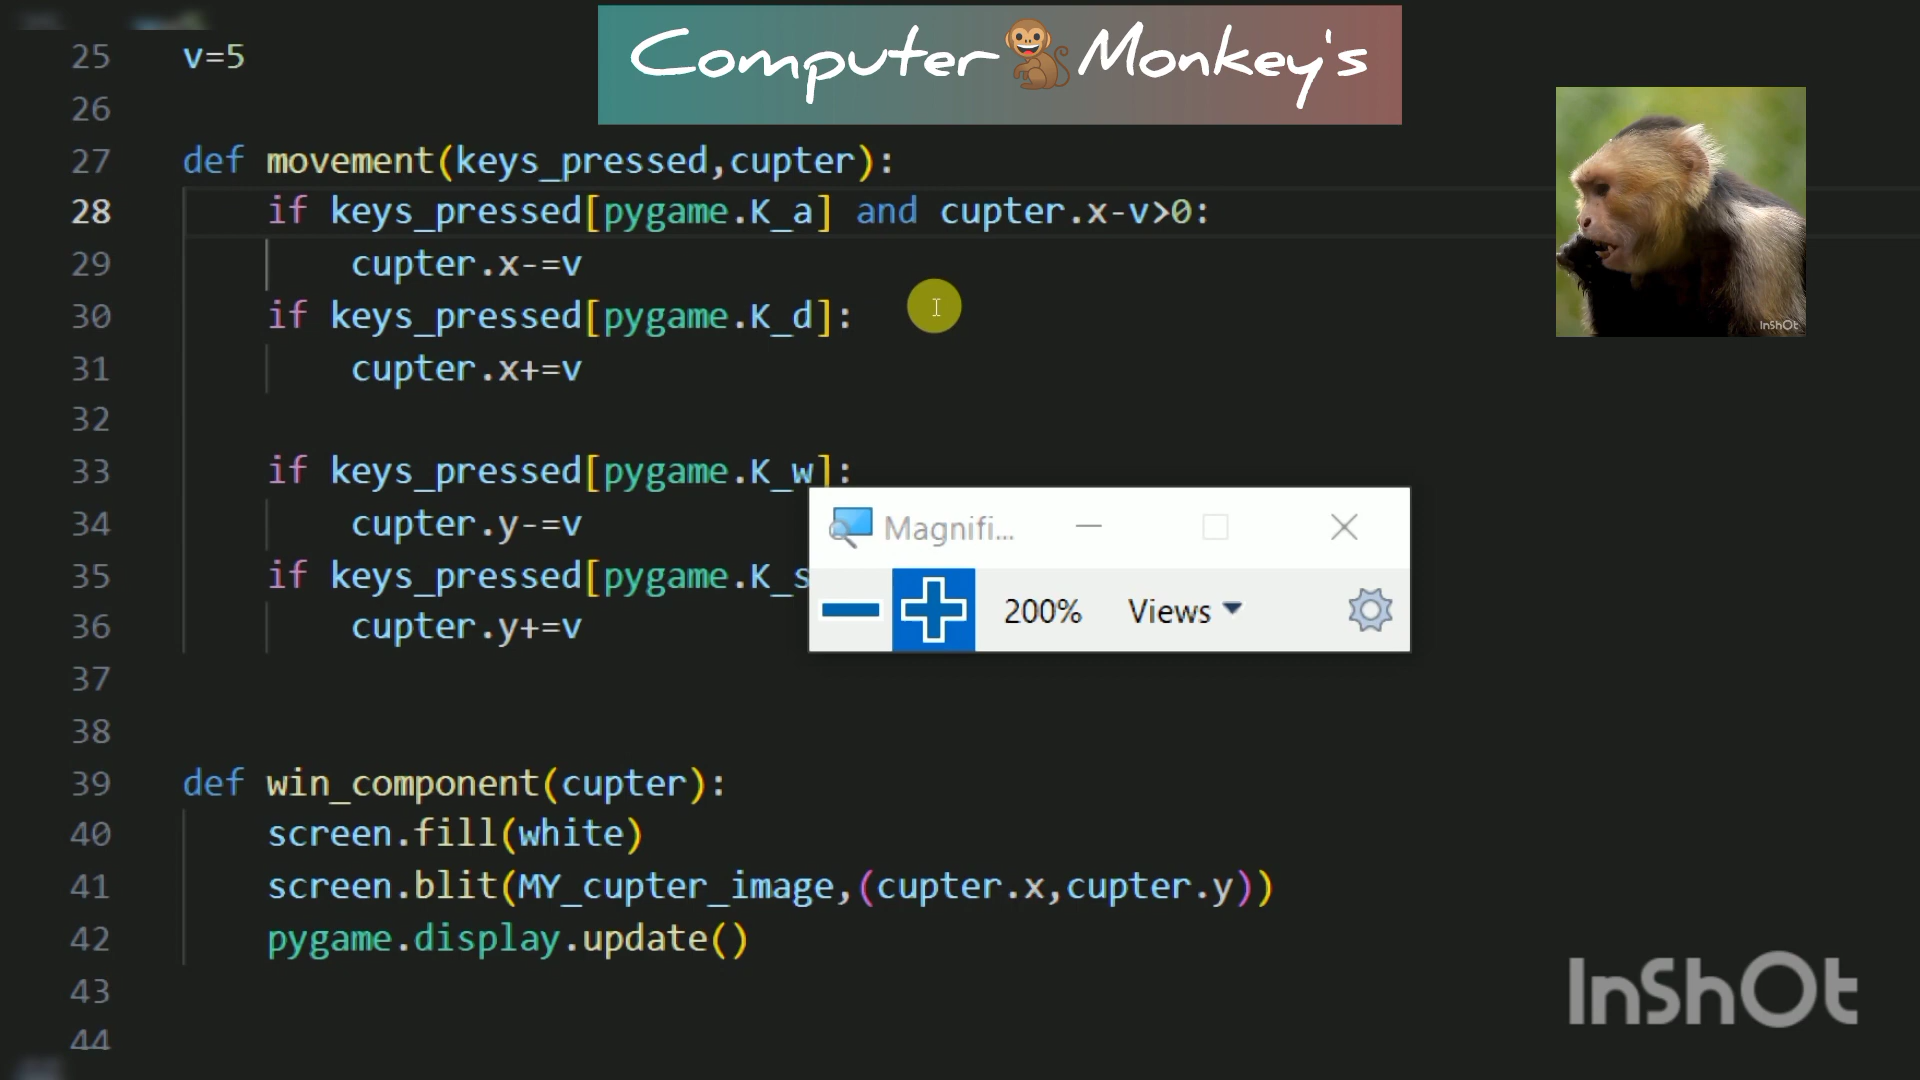 Computer Monkey's
25 v=5
26
27 def movement(keys_pressed,cupter):
28 if keys_pressed[pygame.K_a] and cupter.x-v>0:
29 cupter.x-=v
30 if keys_pressed[pygame.K_d]:
31 cupter.x+=v
32
33 if keys_pressed[pygame.K_w]:
34 cupter.y-=v
35 if keys_pressed[pygame.K_s
36 cupter.y+=v
37
38
39 def win_component(cupter):
40 screen.fill(white)
41 screen.blit(MY_cupter_image,(cupter.x,cupter.y))
42 pygame.display.update()
43
44
Magnifi...
200% Views
InShOt
InShOt